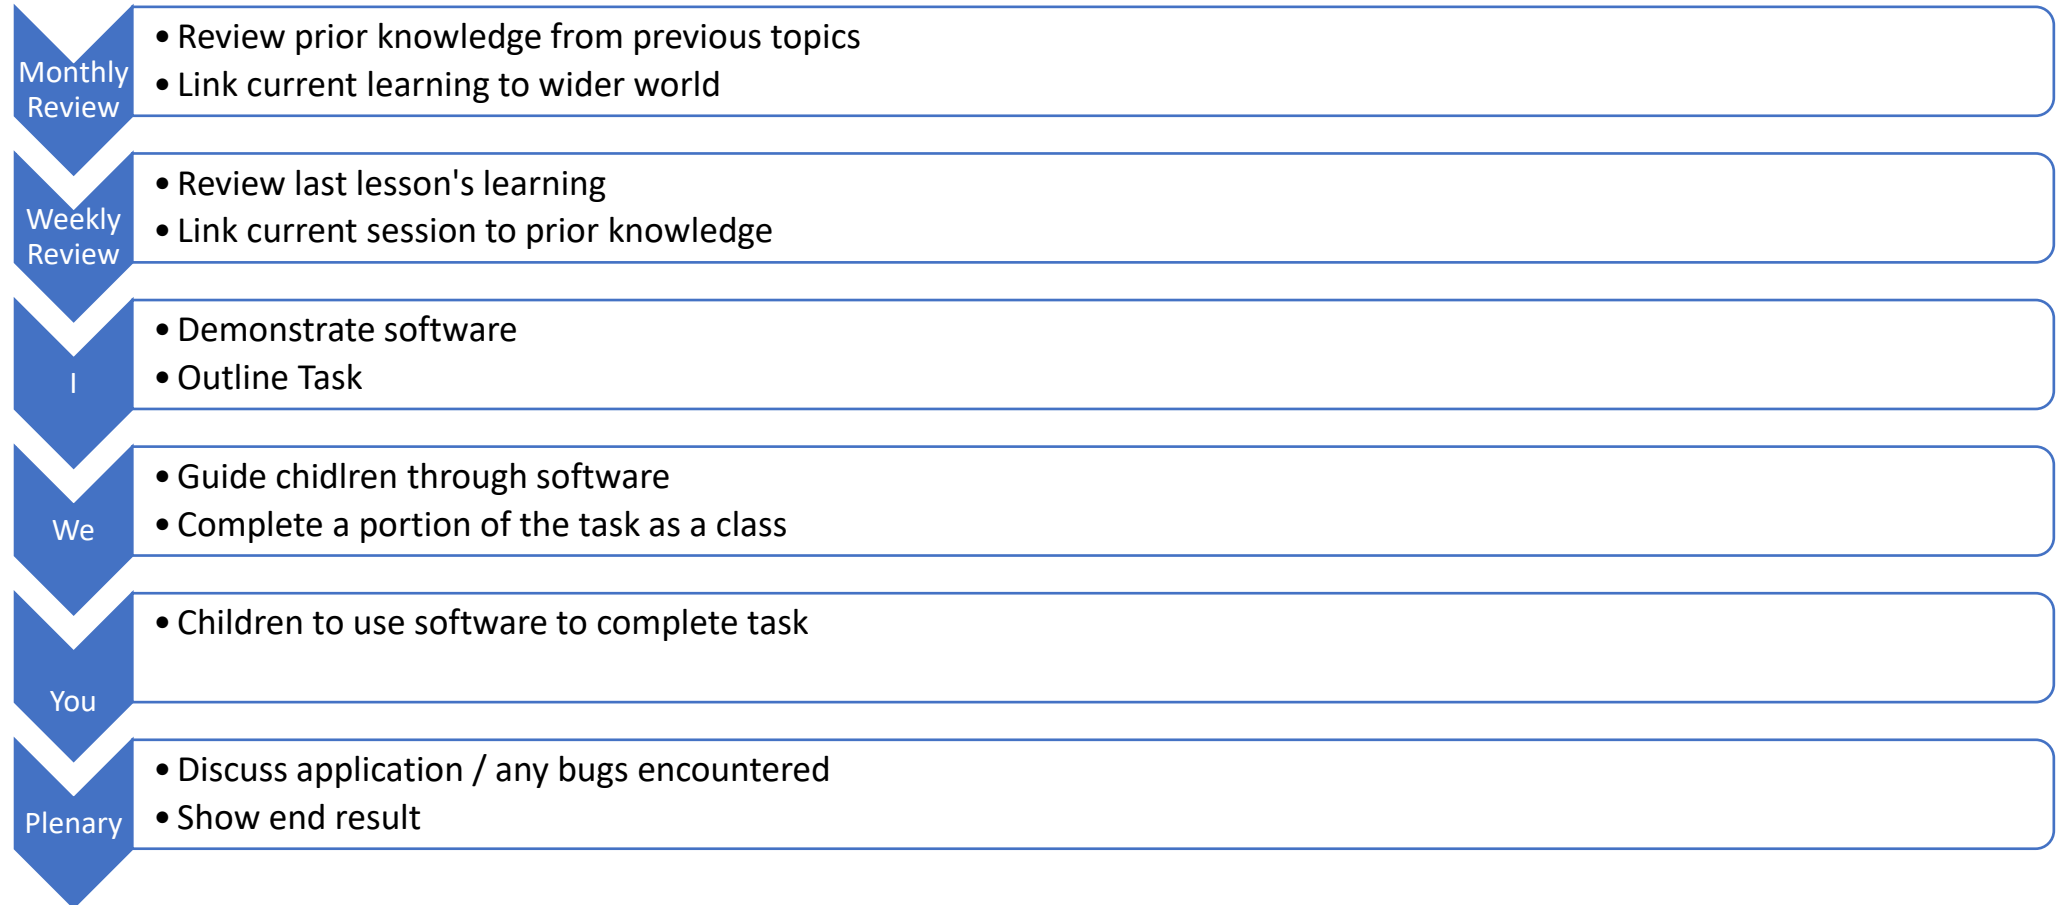 Monthly
Review
• Review prior knowledge from previous topics
• Link current learning to wider world
Weekly
Review
• Review last lesson's learning
• Link current session to prior knowledge
I
• Demonstrate software
• Outline Task
We
• Guide chidlren through software
• Complete a portion of the task as a class
You
• Children to use software to complete task
Plenary
• Discuss application / any bugs encountered
• Show end result